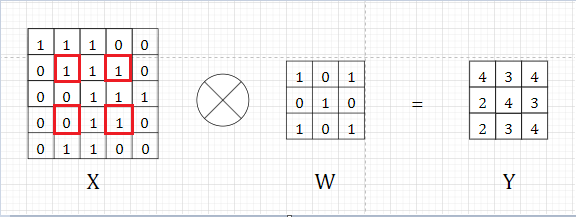 1 1 1 0 0
0 1 1 1 0
0 0 1 1 1
0 0 1 1 0
0 1 1 0 0
X
1 0 1
0 1 0
1 0 1
W
=
4 3 4
2 4 3
2 3 4
Y